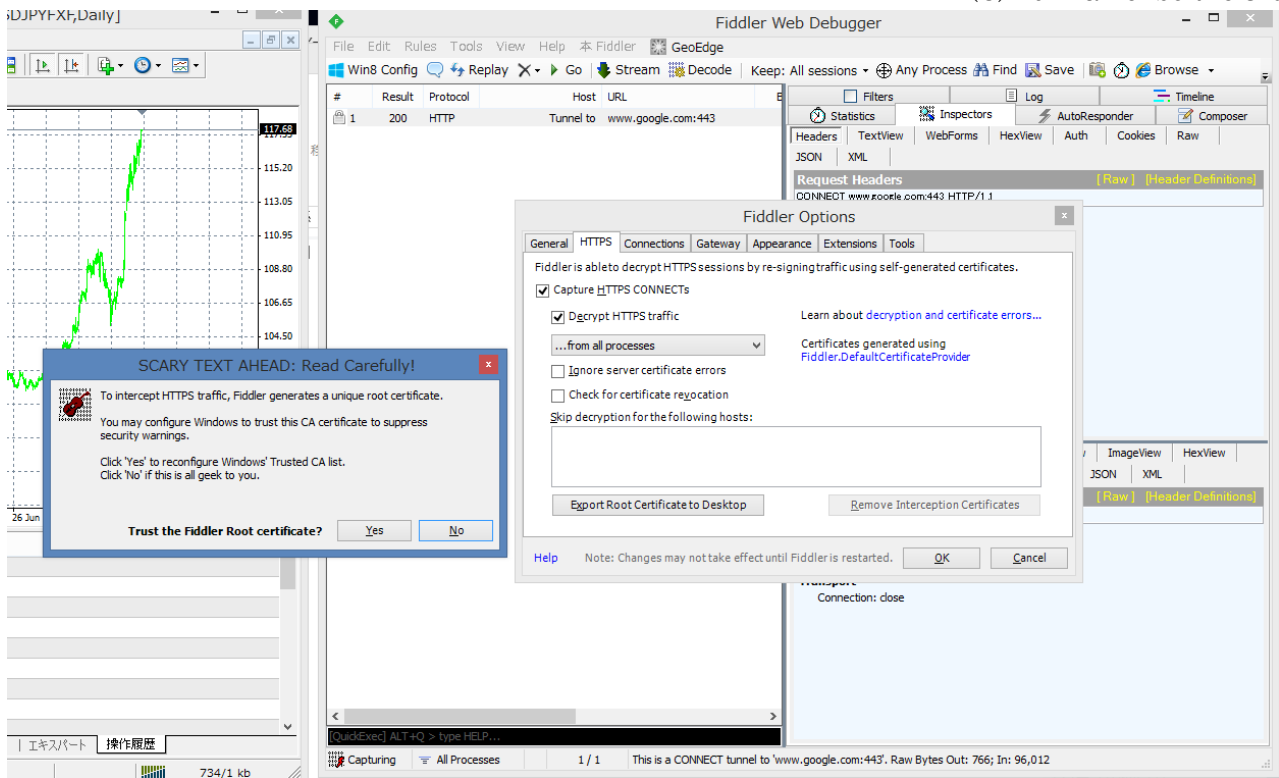 SDJPYFXF,Daily]
117.68
115.20
113.05
110.95
108.80
106.65
104.50
26 Jun
エキスパート
操作履歴
734/1 kb
Fiddler Web Debugger
File Edit Rules Tools View Help 本 Fiddler GeoEdge
Win8 Config Replay Go Stream Decode Keep: All sessions Any Process Find Save Browse
# Result Protocol Host URL
1 200 HTTP Tunnel to www.google.com:443
Filters Log Timeline
Statistics Inspectors AutoResponder Composer
Headers TextView WebForms HexView Auth Cookies Raw
JSON XML
Request Headers [ Raw ] [Header Definitions]
CONNECT www.google.com:443 HTTP/1.1
Fiddler Options
General HTTPS Connections Gateway Appearance Extensions Tools
Fiddler is able to decrypt HTTPS sessions by re-signing traffic using self-generated certificates.
Capture HTTPS CONNECTs
Decrypt HTTPS traffic
Learn about decryption and certificate errors...
...from all processes
Certificates generated using
Fiddler.DefaultCertificateProvider
Ignore server certificate errors
Check for certificate revocation
Skip decryption for the following hosts:
Export Root Certificate to Desktop
Remove Interception Certificates
Help Note: Changes may not take effect until Fiddler is restarted. OK Cancel
SCARY TEXT AHEAD: Read Carefully!
To intercept HTTPS traffic, Fiddler generates a unique root certificate.
You may configure Windows to trust this CA certificate to suppress
security warnings.
Click 'Yes' to reconfigure Windows' Trusted CA list.
Click 'No' if this is all geek to you.
Trust the Fiddler Root certificate? Yes No
ImageView HexView
JSON XML
[ Raw ] [Header Definitions]
Transport
Connection: close
[QuickExec] ALT+Q > type HELP...
Capturing All Processes 1 / 1 This is a CONNECT tunnel to 'www.google.com:443'. Raw Bytes Out: 766; In: 96,012